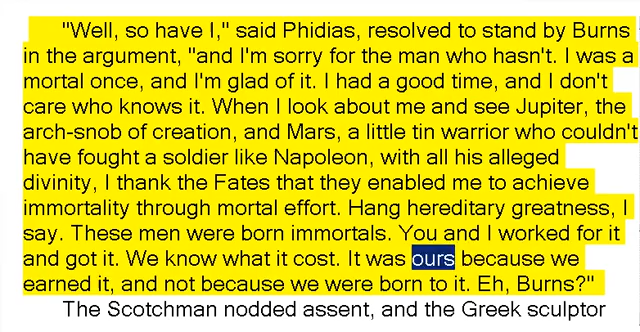 "Well, so have I," said Phidias, resolved to stand by Burns
in the argument, "and I'm sorry for the man who hasn't. I was a
mortal once, and I'm glad of it. I had a good time, and I don't
care who knows it. When I look about me and see Jupiter, the
arch-snob of creation, and Mars, a little tin warrior who couldn't
have fought a soldier like Napoleon, with all his alleged
divinity, I thank the Fates that they enabled me to achieve
immortality through mortal effort. Hang hereditary greatness, I
say. These men were born immortals. You and I worked for it
and got it. We know what it cost. It was ours because we
earned it, and not because we were born to it. Eh, Burns?"
The Scotchman nodded assent, and the Greek sculptor